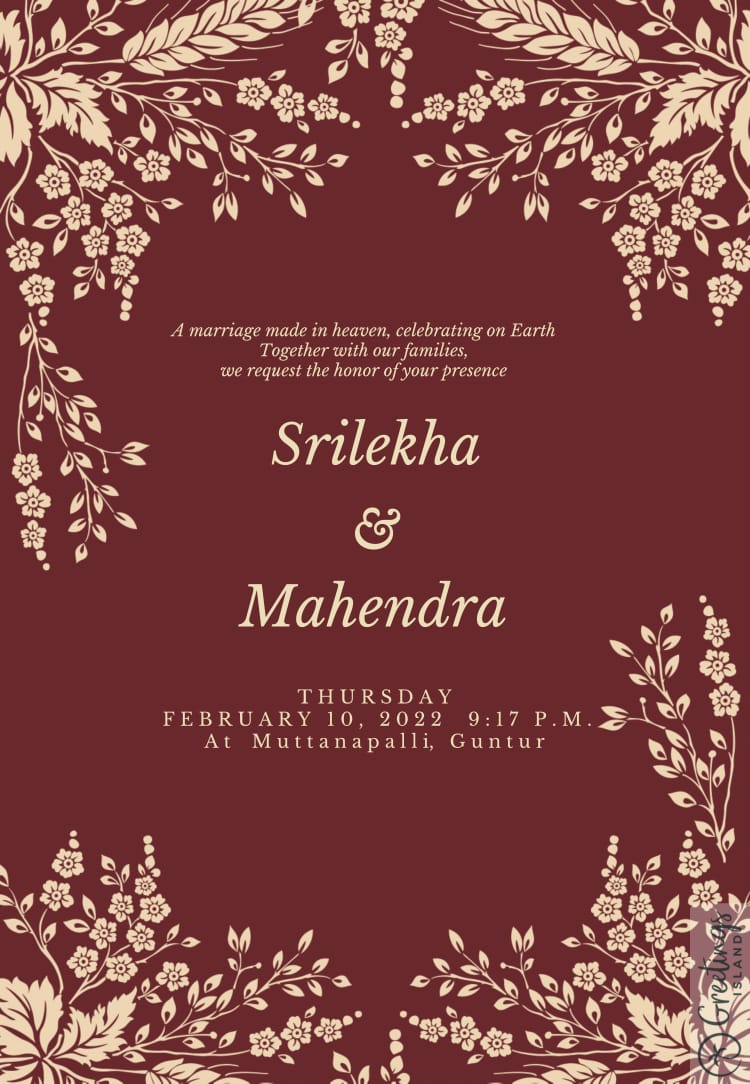 A marriage made in heaven, celebrating on Earth
Together with our families,
we request the honor of your presence
Srilekha
&
Mahendra
THURSDAY
FEBRUARY 10, 2022 9:17 P.M.
At Muttanapalli, Guntur
Greetings
ISLAND